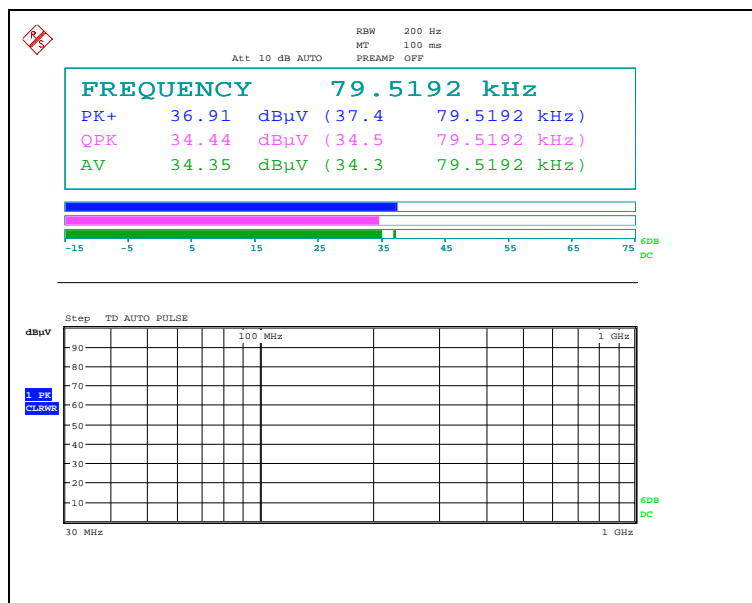 R S
RBW 200 Hz
MT 100 ms
Att 10 dB AUTO PREAMP OFF
FREQUENCY 79.5192 kHz
PK+ 36.91 dBµV (37.4 79.5192 kHz)
QPK 34.44 dBµV (34.5 79.5192 kHz)
AV 34.35 dBµV (34.3 79.5192 kHz)
-15 -5 5 15 25 35 45 55 65 75
6DB
DC
Step TD AUTO PULSE
dBµV
100 MHz 1 GHz
90
80
70
1 PK
CLRWR
60
50
40
30
20
10
6DB
DC
30 MHz 1 GHz